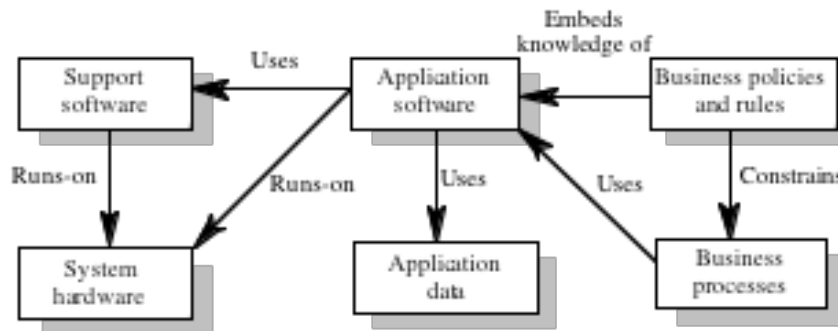 Embeds
knowledge of
Uses
Support
software
Application
software
Business policies
and rules
Runs-on
Runs-on
Uses
Uses
Constrains
System
hardware
Application
data
Business
processes